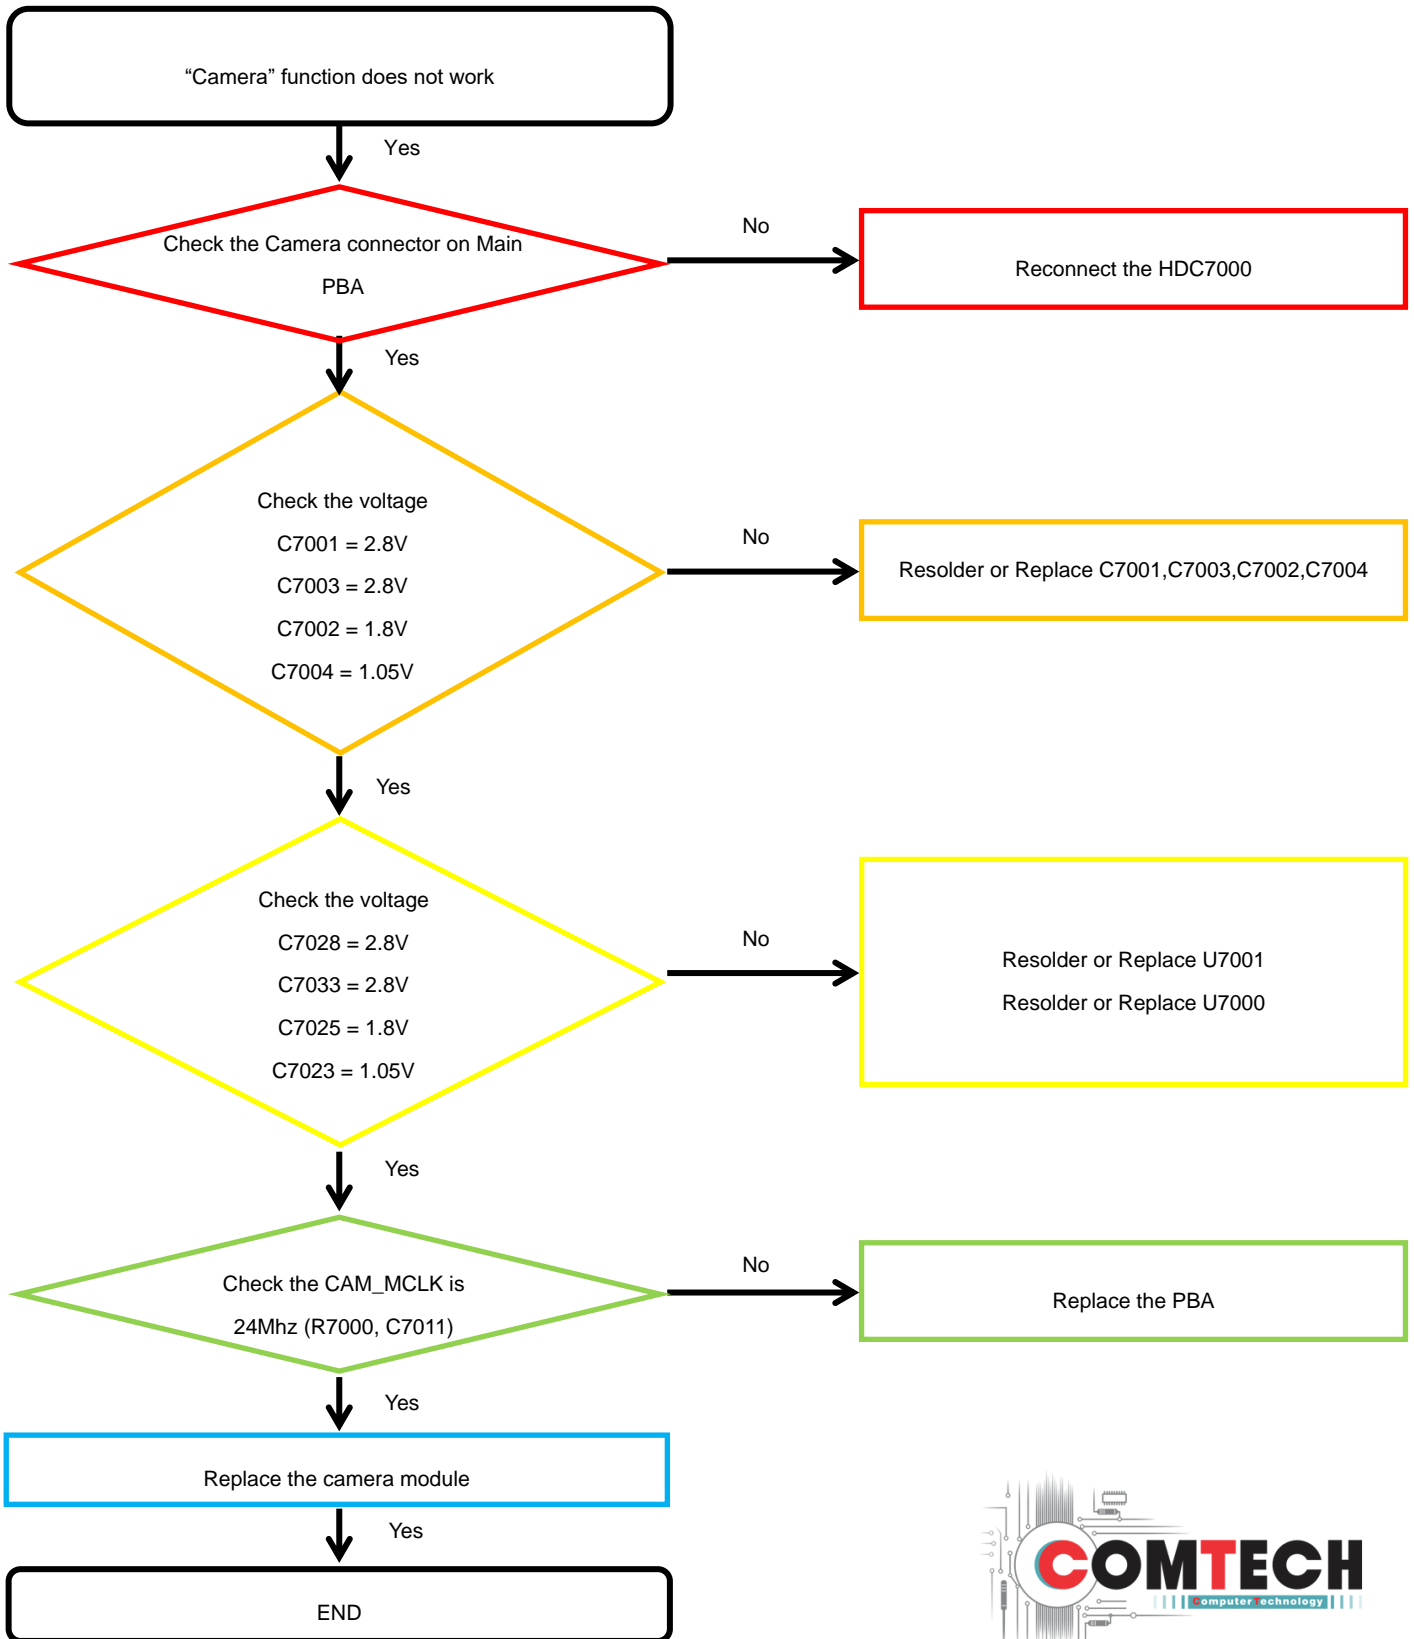 “Camera” function does not work
Yes
Check the Camera connector on Main
PBA
No
Reconnect the HDC7000
Yes
Check the voltage
C7001 = 2.8V
C7003 = 2.8V
C7002 = 1.8V
C7004 = 1.05V
No
Resolder or Replace C7001,C7003,C7002,C7004
Yes
Check the voltage
C7028 = 2.8V
C7033 = 2.8V
C7025 = 1.8V
C7023 = 1.05V
No
Resolder or Replace U7001
Resolder or Replace U7000
Yes
Check the CAM_MCLK is
24Mhz (R7000, C7011)
No
Replace the PBA
Yes
Replace the camera module
Yes
END
COMTECH
Computer Technology